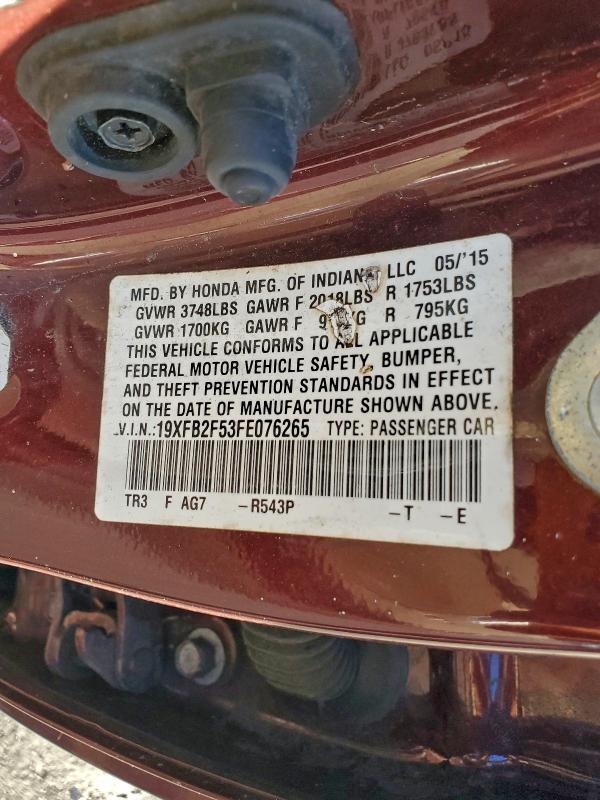 MFD. BY HONDA MFG. OF INDIANA LLC 05/'15
GVWR 3748LBS GAWR F 2018LBS R 1753LBS
GVWR 1700KG GAWR F R 795KG
THIS VEHICLE CONFORMS TO ALL APPLICABLE
FEDERAL MOTOR VEHICLE SAFETY, BUMPER,
AND THEFT PREVENTION STANDARDS IN EFFECT
ON THE DATE OF MANUFACTURE SHOWN ABOVE.
V.I.N.:19XFB2F53FE076265 TYPE: PASSENGER CAR
TR3 F AG7 -R543P -T -E